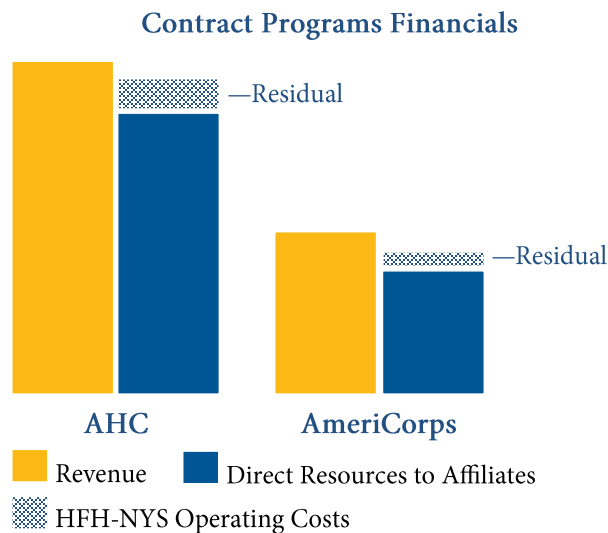 Contract Programs Financials
—Residual
—Residual
AHC
AmeriCorps
Revenue
Direct Resources to Affiliates
HFH-NYS Operating Costs